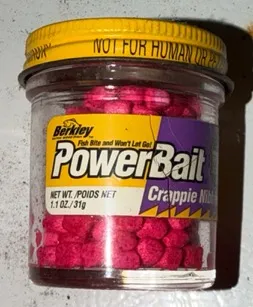 NOT FOR HUMAN OR
Berkley
Fish Bite and Won't Let Go!
PowerBait
Crappie
NET WT./POIDS NET
1.1 OZ./31g